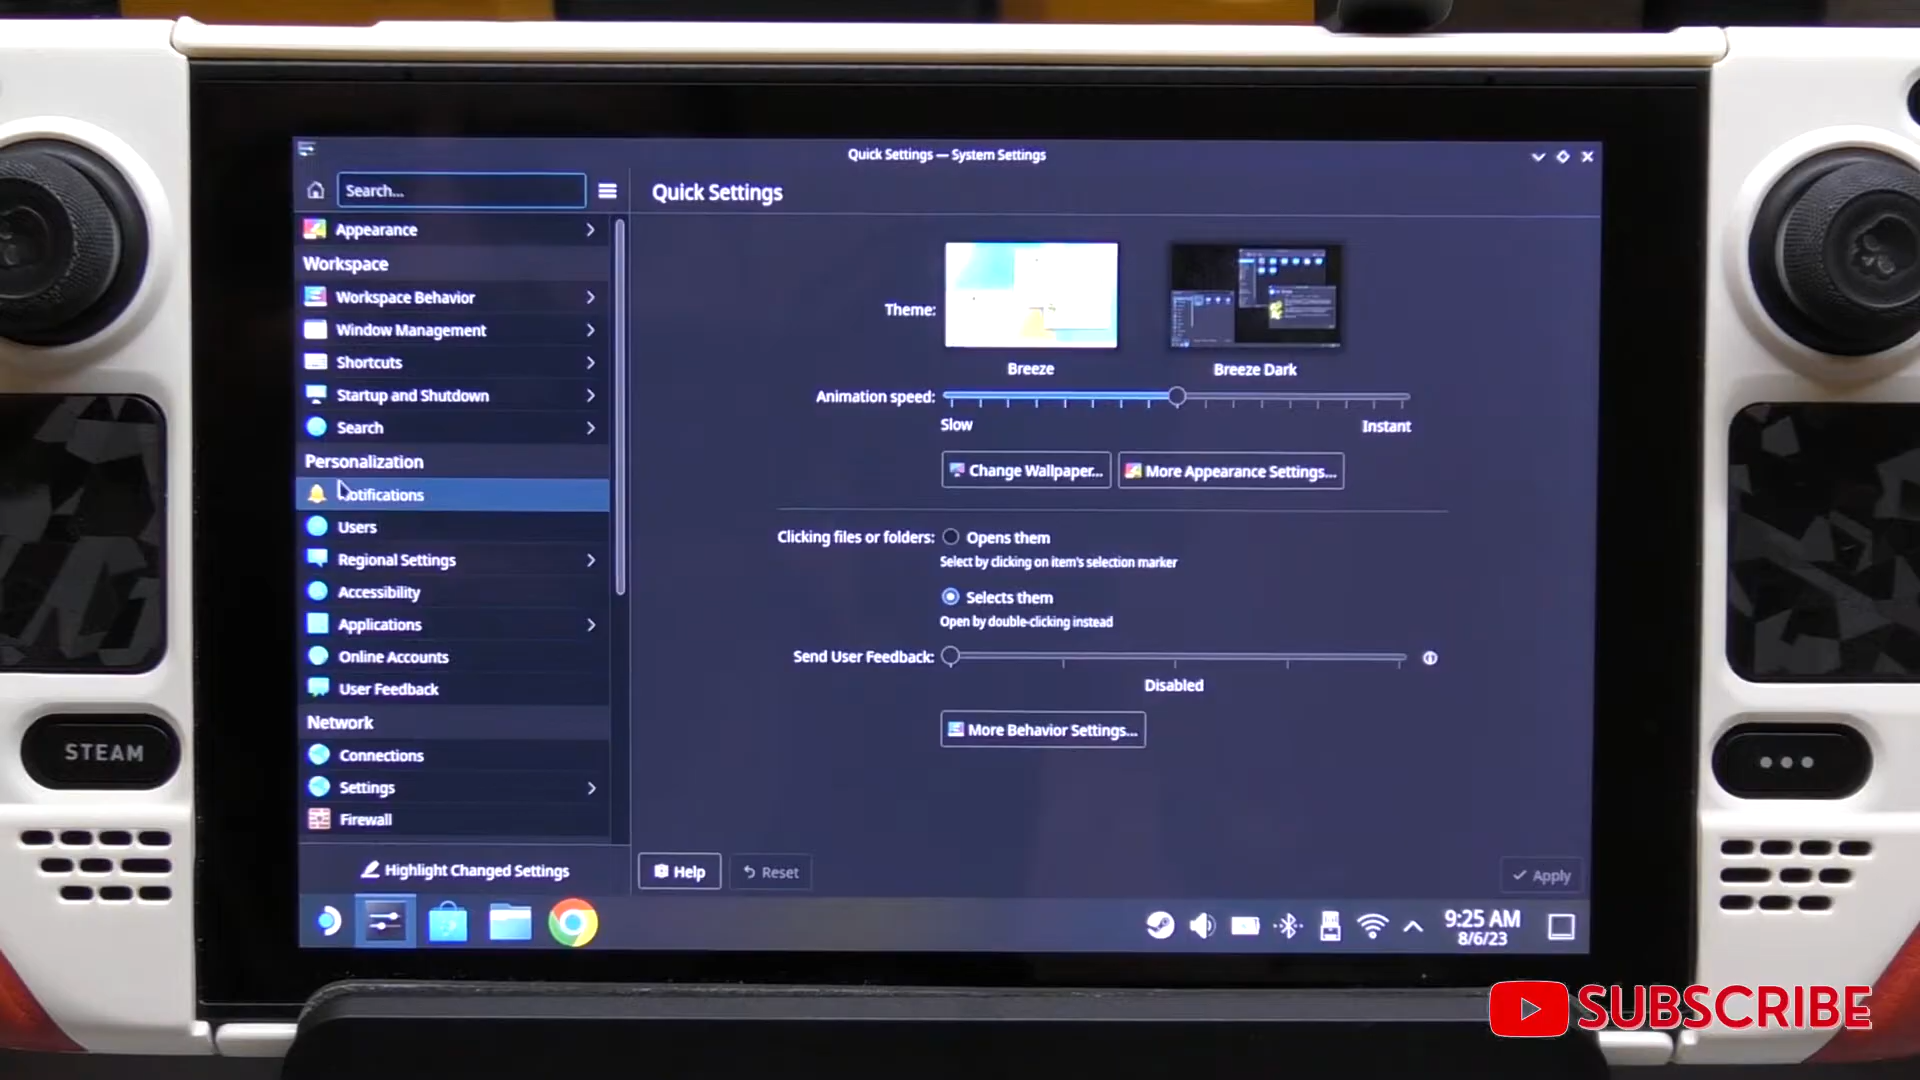 Quick Settings — System Settings
Search...
Quick Settings
Appearance
Workspace
Workspace Behavior
Window Management
Shortcuts
Startup and Shutdown
Search
Personalization
otifications
Users
Regional Settings
Accessibility
Applications
Online Accounts
User Feedback
Network
Connections
Settings
Firewall
Highlight Changed Settings
Theme:
Breeze
Breeze Dark
Animation speed:
Slow
Instant
Change Wallpaper...
More Appearance Settings...
Clicking files or folders:
Opens them
Select by clicking on item's selection marker
Selects them
Open by double-clicking instead
Send User Feedback:
Disabled
More Behavior Settings...
Help
Reset
Apply
9:25 AM
8/6/23
STEAM
SUBSCRIBE